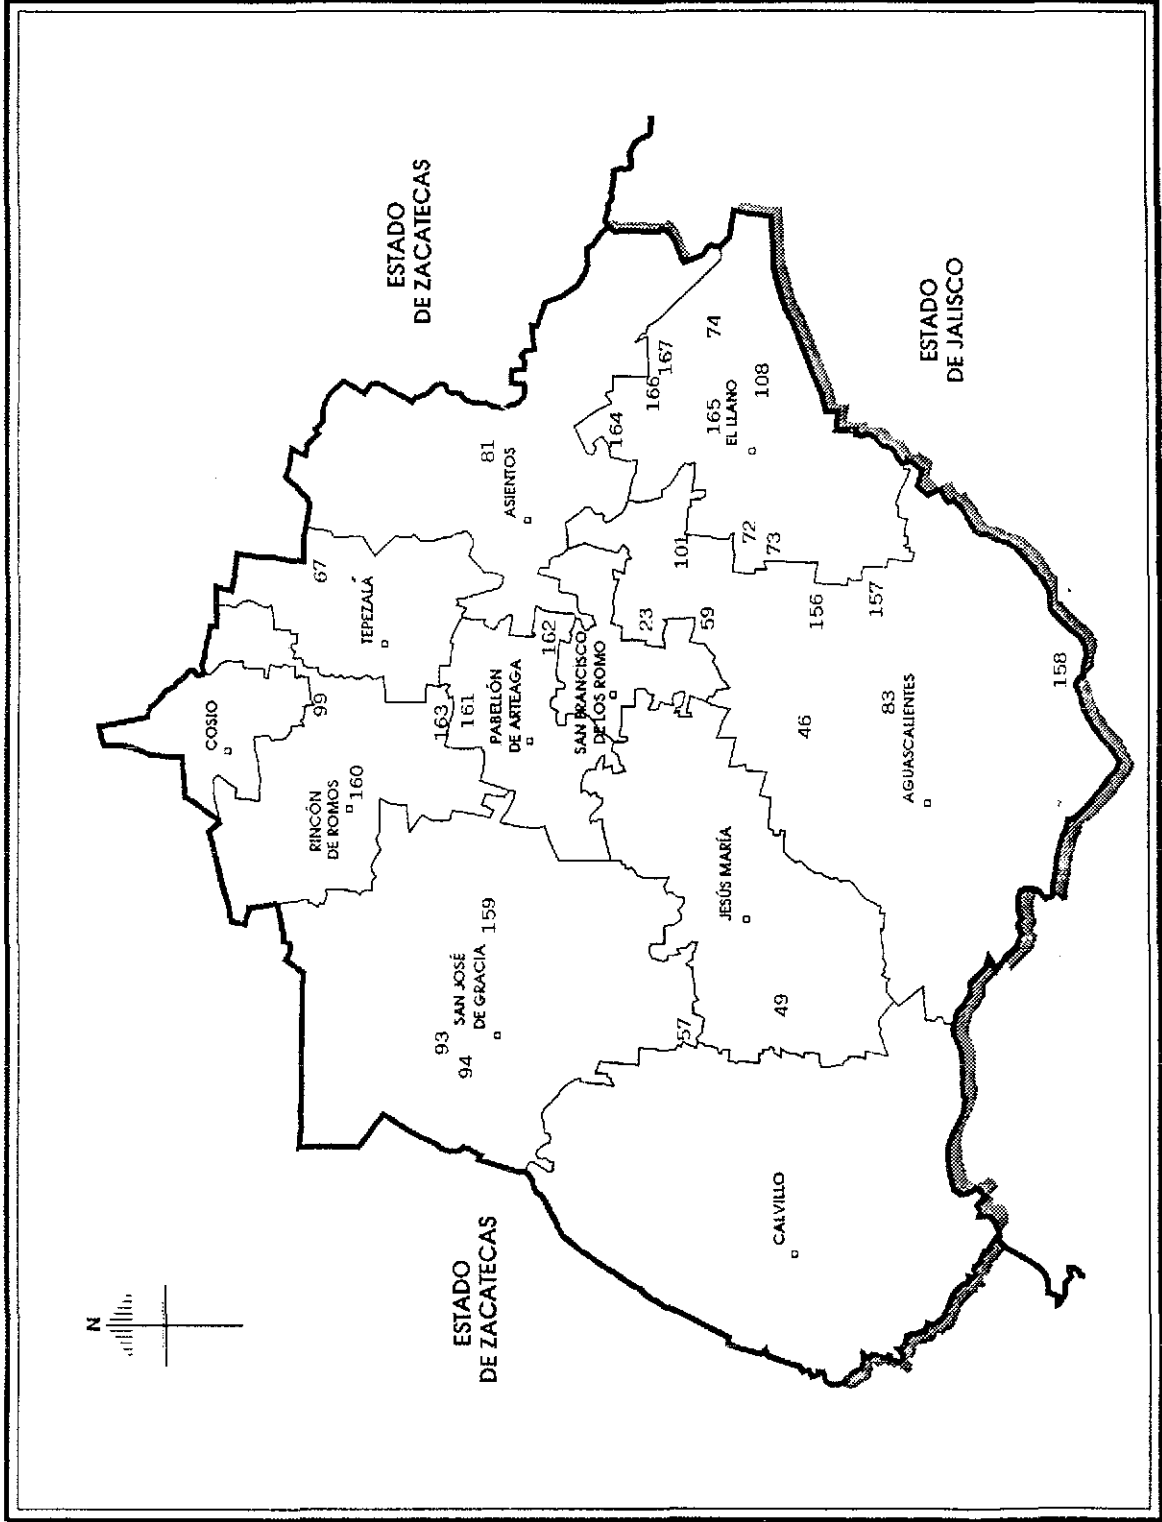 N
COSIO
RINCÓN
DE ROMOS
160
99
67
TEPEZALÁ
ESTADO
DE ZACATECAS
163
161
93
94
SAN JOSÉ
DE GRACIA
159
ESTADO
DE ZACATECAS
PABELLÓN
DE ARTEAGA
81
ASIENTOS
162
SAN FRANCISCO
DE LOS ROMO
164
23
166
167
57
101
59
165
74
JESÚS MARÍA
EL LLANO
72
73
108
CALVILLO
49
46
156
157
83
AGUASCALIENTES
ESTADO
DE JALISCO
158